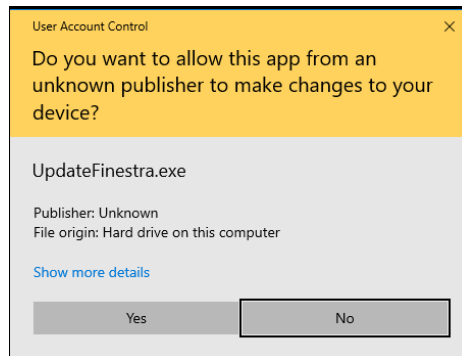 User Account Control
Do you want to allow this app from an
unknown publisher to make changes to your
device?
UpdateFinestra.exe
Publisher: Unknown
File origin: Hard drive on this computer
Show more details
Yes
No